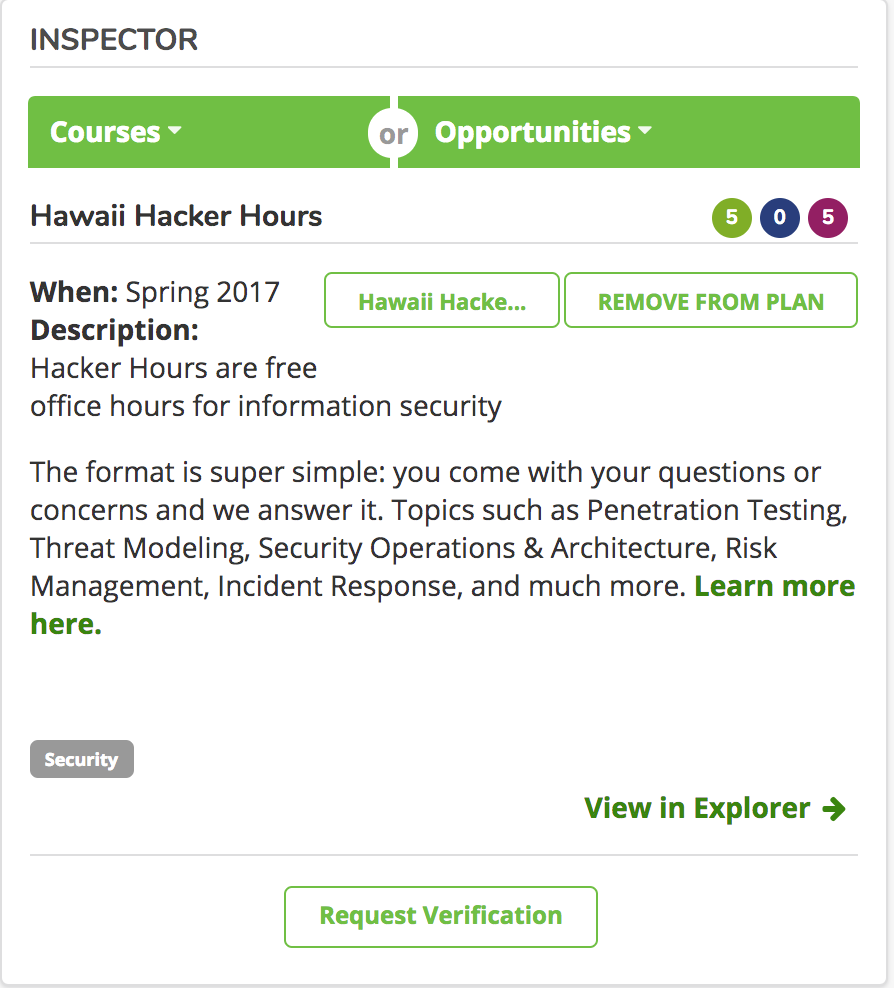 INSPECTOR
Courses or Opportunities
Hawaii Hacker Hours 5 0 5
When: Spring 2017 Hawaii Hacke... REMOVE FROM PLAN
Description:
Hacker Hours are free
office hours for information security
The format is super simple: you come with your questions or
concerns and we answer it. Topics such as Penetration Testing,
Threat Modeling, Security Operations & Architecture, Risk
Management, Incident Response, and much more. Learn more
here.
Security
View in Explorer
Request Verification